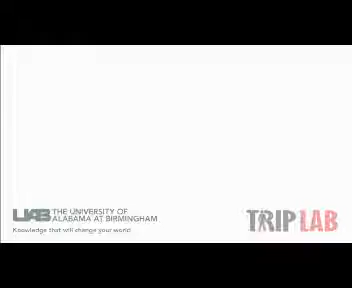 UAB THE UNIVERSITY OF
ALABAMA AT BIRMINGHAM
Knowledge that will change your world
TRIP LAB